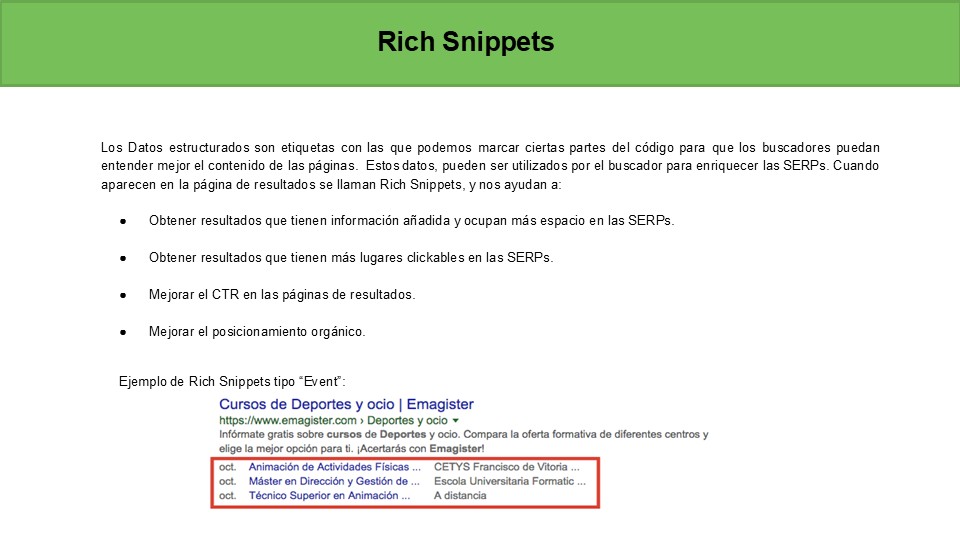 Rich Snippets
Los Datos estructurados son etiquetas con las que podemos marcar ciertas partes del código para que los buscadores puedan
entender mejor el contenido de las páginas. Estos datos, pueden ser utilizados por el buscador para enriquecer las SERPs. Cuando
aparecen en la página de resultados se llaman Rich Snippets, y nos ayudan a:
● Obtener resultados que tienen información añadida y ocupan más espacio en las SERPs.
● Obtener resultados que tienen más lugares clickables en las SERPs.
● Mejorar el CTR en las páginas de resultados.
● Mejorar el posicionamiento orgánico.
Ejemplo de Rich Snippets tipo “Event”:
Cursos de Deportes y ocio | Emagister
https://www.emagister.com › Deportes y ocio ▾
Infórmate gratis sobre cursos de Deportes y ocio. Compara la oferta formativa de diferentes centros y
elige la mejor opción para ti. ¡Acertarás con Emagister!
oct. Animación de Actividades Físicas ... CETYS Francisco de Vitoria ...
oct. Máster en Dirección y Gestión de ... Escola Universitaria Formatic ...
oct. Técnico Superior en Animación ... A distancia